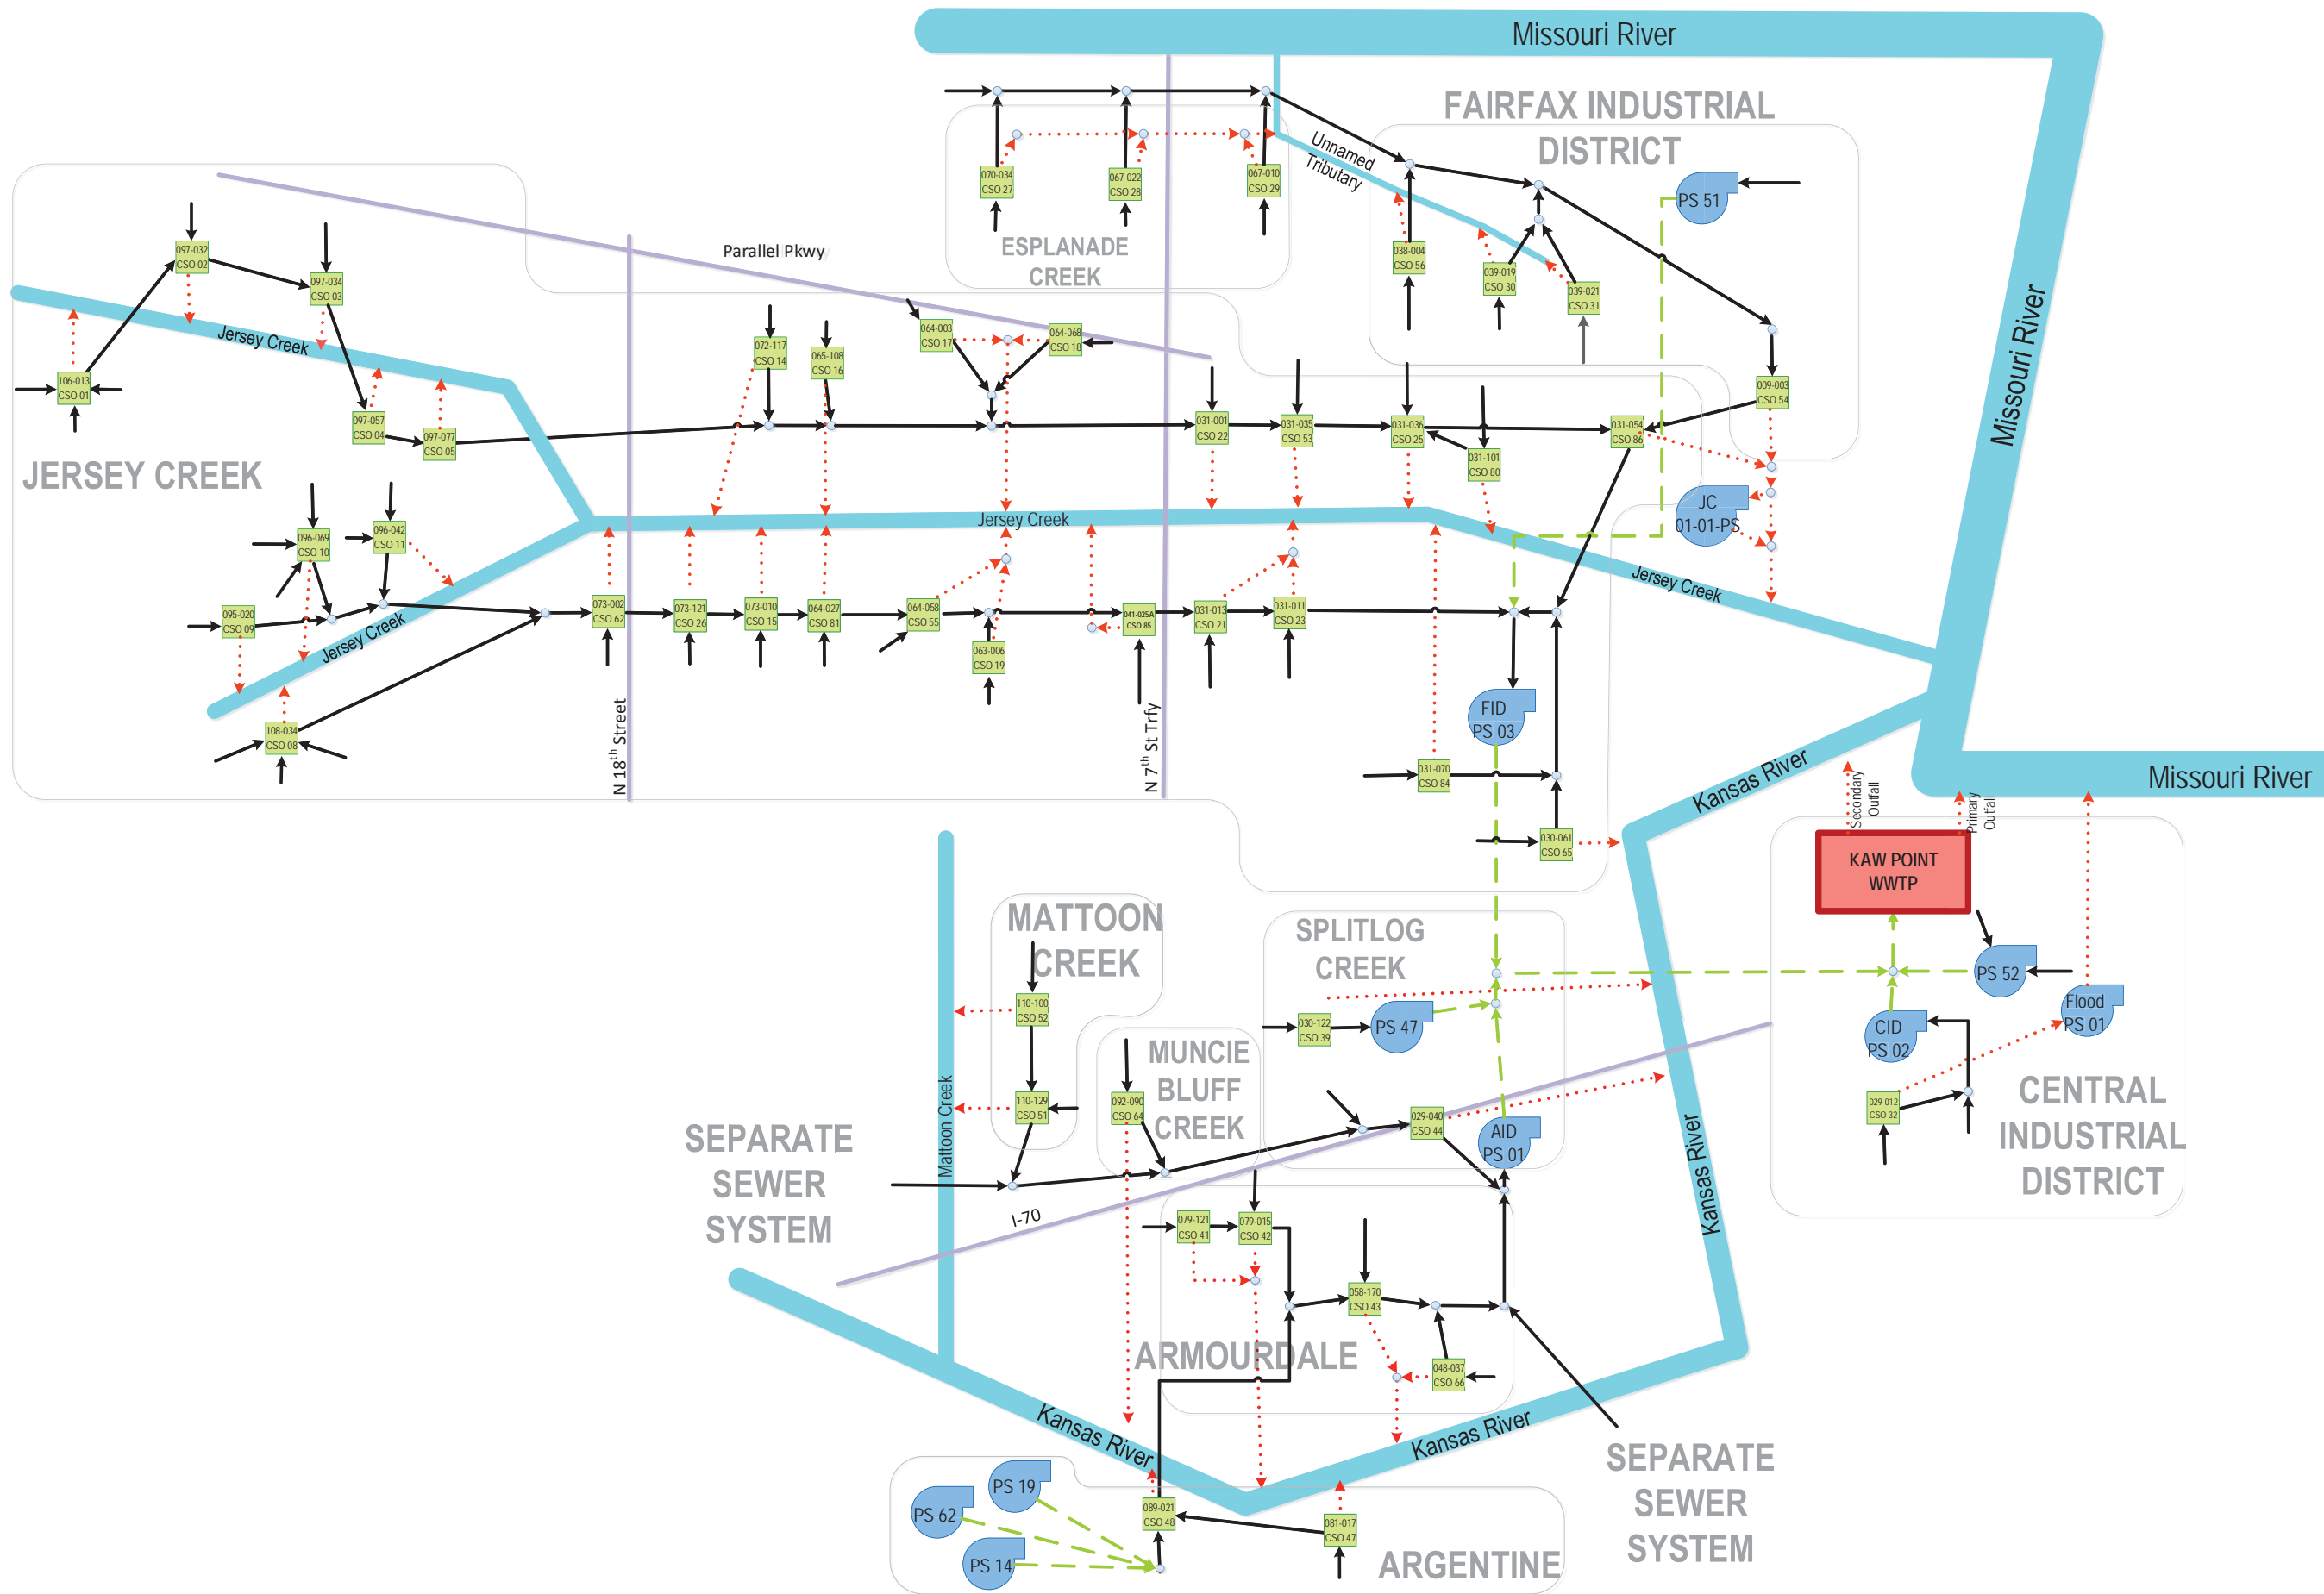 Missouri River
FAIRFAX INDUSTRIAL
DISTRICT
Unnamed
Tributary
070-034
CSO 27
067-022
CSO 28
067-010
CSO 29
PS 51
ESPLANADE
CREEK
038-004
CSO 56
039-019
CSO 30
039-021
CSO 31
Parallel Pkwy
097-032
CSO 02
097-034
CSO 03
Jersey Creek
106-013
CSO 01
097-057
CSO 04
097-077
CSO 05
JERSEY CREEK
072-117
CSO 14
065-108
CSO 16
064-003
CSO 17
064-068
CSO 18
031-001
CSO 22
031-035
CSO 53
031-036
CSO 25
031-101
CSO 80
031-054
CSO 86
009-003
CSO 54
Missouri River
JC
01-01-PS
Jersey Creek
Jersey Creek
096-069
CSO 10
096-042
CSO 11
095-020
CSO 09
Jersey Creek
108-034
CSO 08
073-002
CSO 62
073-121
CSO 26
073-010
CSO 15
064-027
CSO 81
064-058
CSO 55
063-006
CSO 19
041-025A
CSO 85
031-013
CSO 21
031-011
CSO 23
N 18th Street
N 7th St Trfy
FID
PS 03
031-070
CSO 84
030-061
CSO 65
Kansas River
Missouri River
Secondary
Outfall
Primary
Outfall
KAW POINT
WWTP
MATTOON
CREEK
110-100
CSO 52
110-129
CSO 51
Mattoon Creek
SPLITLOG
CREEK
030-122
CSO 39
PS 47
MUNCIE
BLUFF
CREEK
092-090
CSO 64
029-040
CSO 44
AID
PS 01
PS 52
Flood
PS 01
CID
PS 02
029-012
CSO 32
CENTRAL
INDUSTRIAL
DISTRICT
Kansas River
SEPARATE
SEWER
SYSTEM
I-70
079-121
CSO 41
079-015
CSO 42
058-170
CSO 43
048-037
CSO 66
ARMOURDALE
Kansas River
Kansas River
SEPARATE
SEWER
SYSTEM
PS 19
PS 62
PS 14
089-021
CSO 48
081-017
CSO 47
ARGENTINE